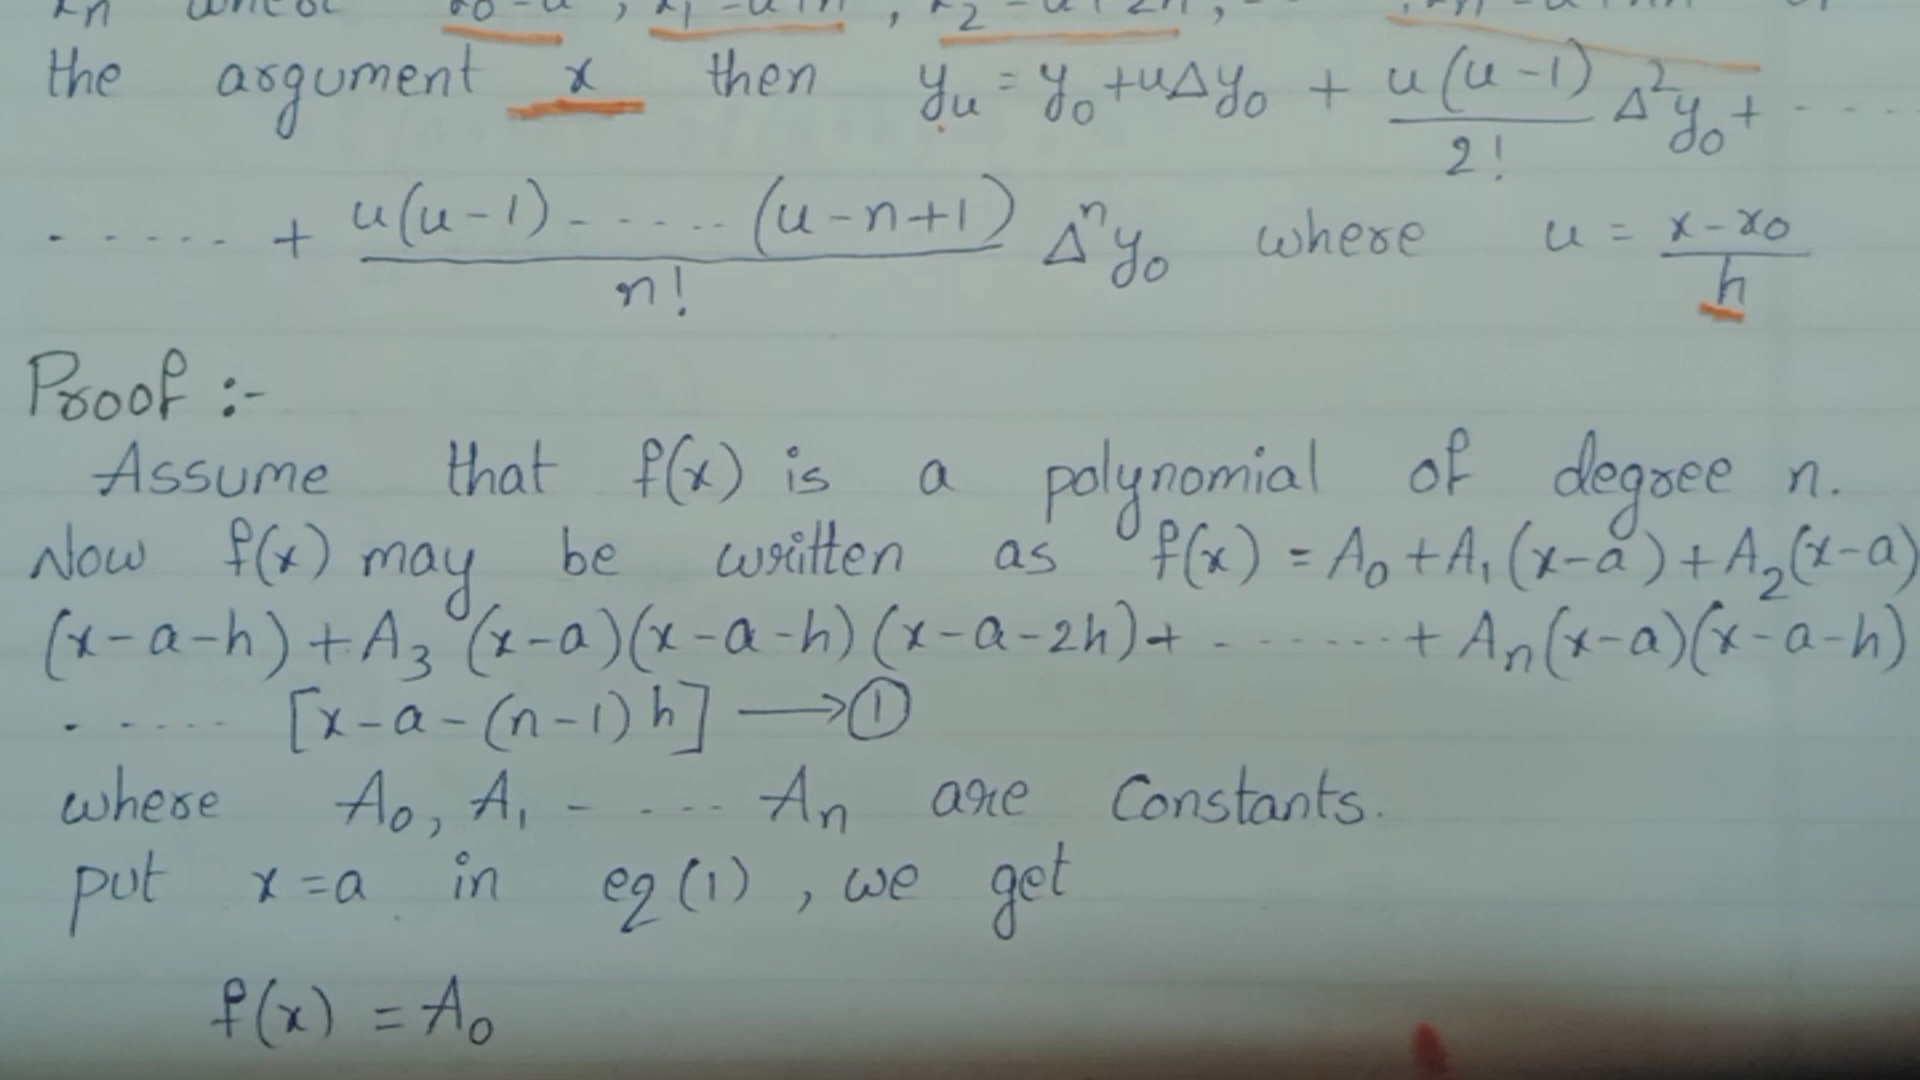 the argument x then yᵤ = y₀ + uΔy₀ + u(u-1)/2! Δ²y₀ + ....
...... + u(u-1)......(u-n+1)/n! Δⁿy₀ where u = x-x₀/h
Proof :-
Assume that f(x) is a polynomial of degree n.
Now f(x) may be written as f(x) = A₀ + A₁(x-a) + A₂(x-a)
(x-a-h) + A₃(x-a)(x-a-h)(x-a-2h) + ...... + Aₙ(x-a)(x-a-h)
...... [x-a-(n-1)h] → ①
where A₀, A₁ ..... Aₙ are Constants.
put x=a in eq(1), we get
f(x) = A₀